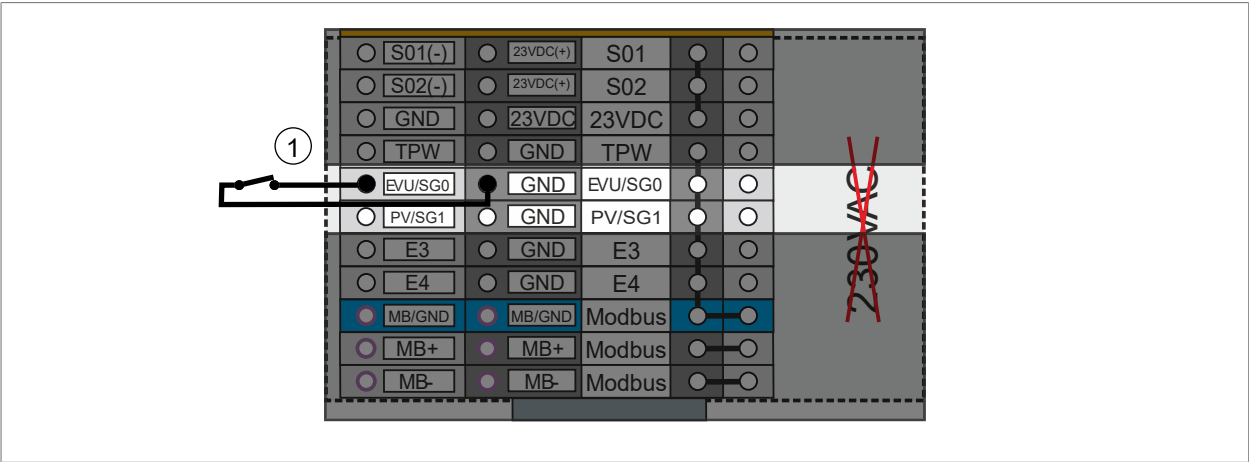 S01(-) 23VDC(+) S01
S02(-) 23VDC(+) S02
GND 23VDC 23VDC
1 TPW GND TPW
EVU/SG0 GND EVU/SG0
PV/SG1 GND PV/SG1
E3 GND E3
E4 GND E4
MB/GND MB/GND Modbus
MB+ MB+ Modbus
MB- MB- Modbus
230VAC